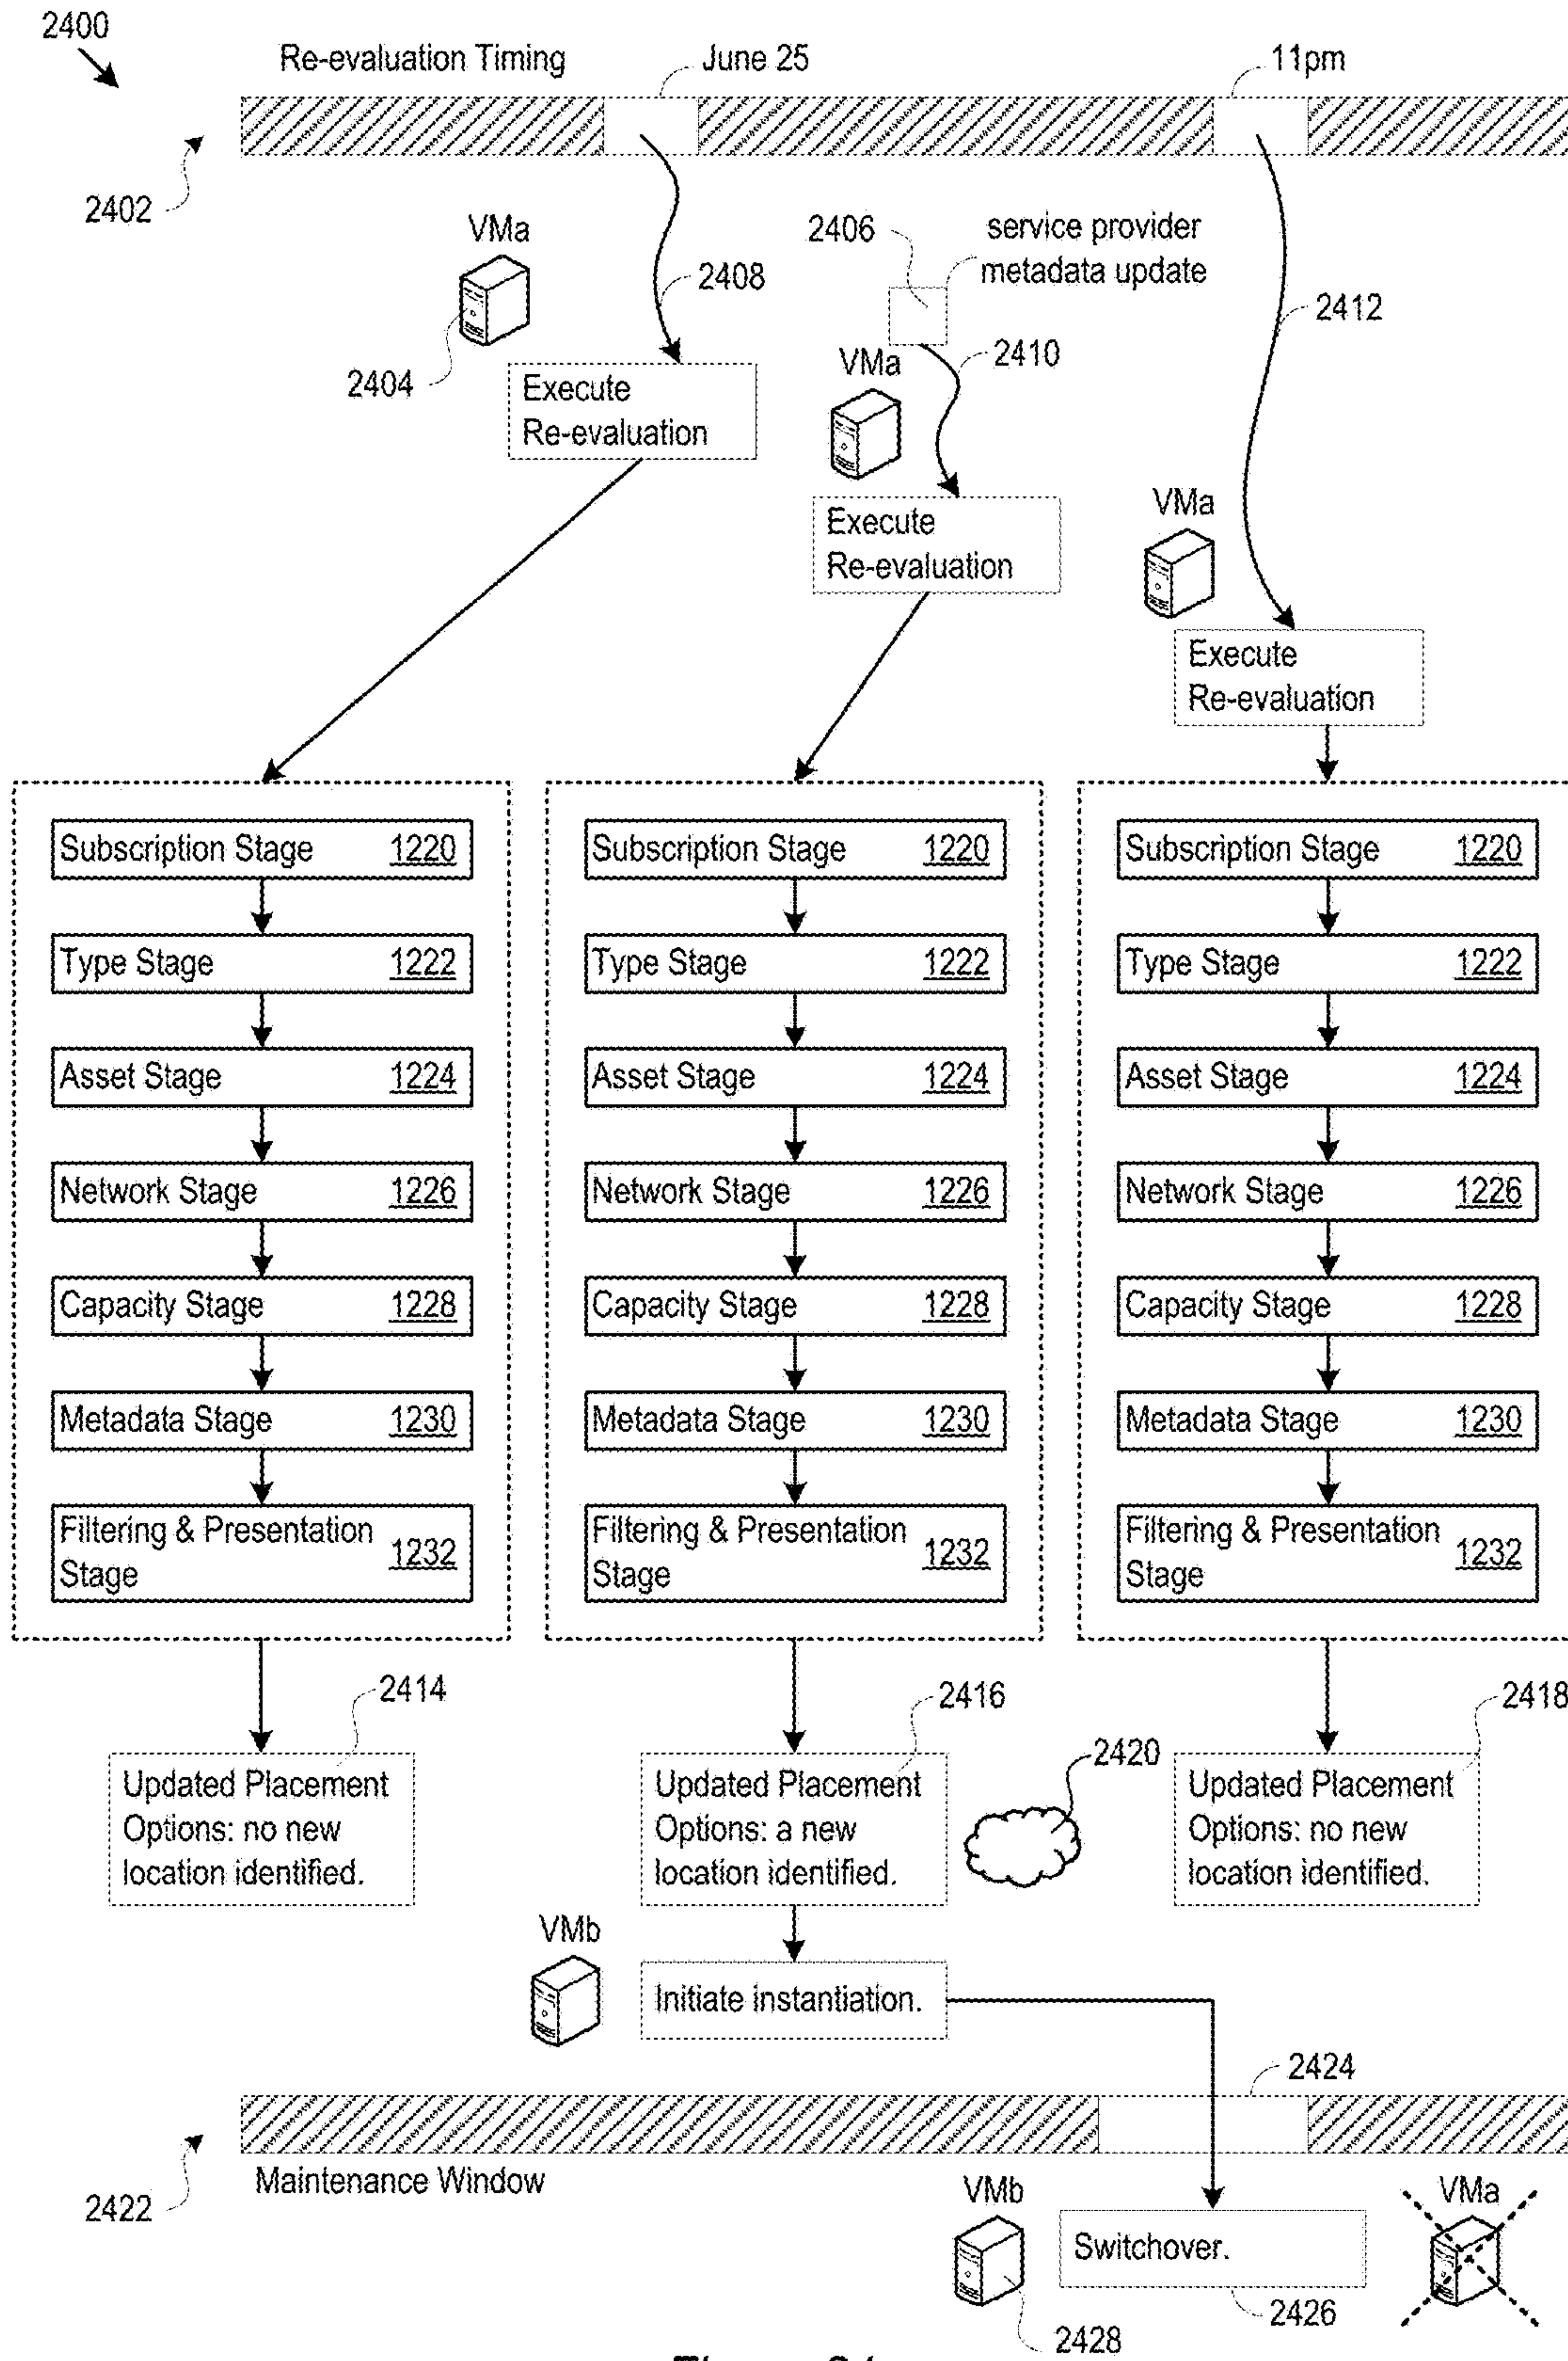 2400
Re-evaluation Timing
June 25
11pm
2402
VMa
2404
2408
Execute
Re-evaluation
2406
service provider
metadata update
VMa
2410
Execute
Re-evaluation
2412
VMa
Execute
Re-evaluation
Subscription Stage 1220
Type Stage 1222
Asset Stage 1224
Network Stage 1226
Capacity Stage 1228
Metadata Stage 1230
Filtering & Presentation
Stage 1232
Subscription Stage 1220
Type Stage 1222
Asset Stage 1224
Network Stage 1226
Capacity Stage 1228
Metadata Stage 1230
Filtering & Presentation
Stage 1232
Subscription Stage 1220
Type Stage 1222
Asset Stage 1224
Network Stage 1226
Capacity Stage 1228
Metadata Stage 1230
Filtering & Presentation
Stage 1232
2414
Updated Placement
Options: no new
location identified.
2416
Updated Placement
Options: a new
location identified.
2420
2418
Updated Placement
Options: no new
location identified.
VMb
Initiate instantiation.
2424
2422
Maintenance Window
VMb
2428
Switchover.
2426
VMa